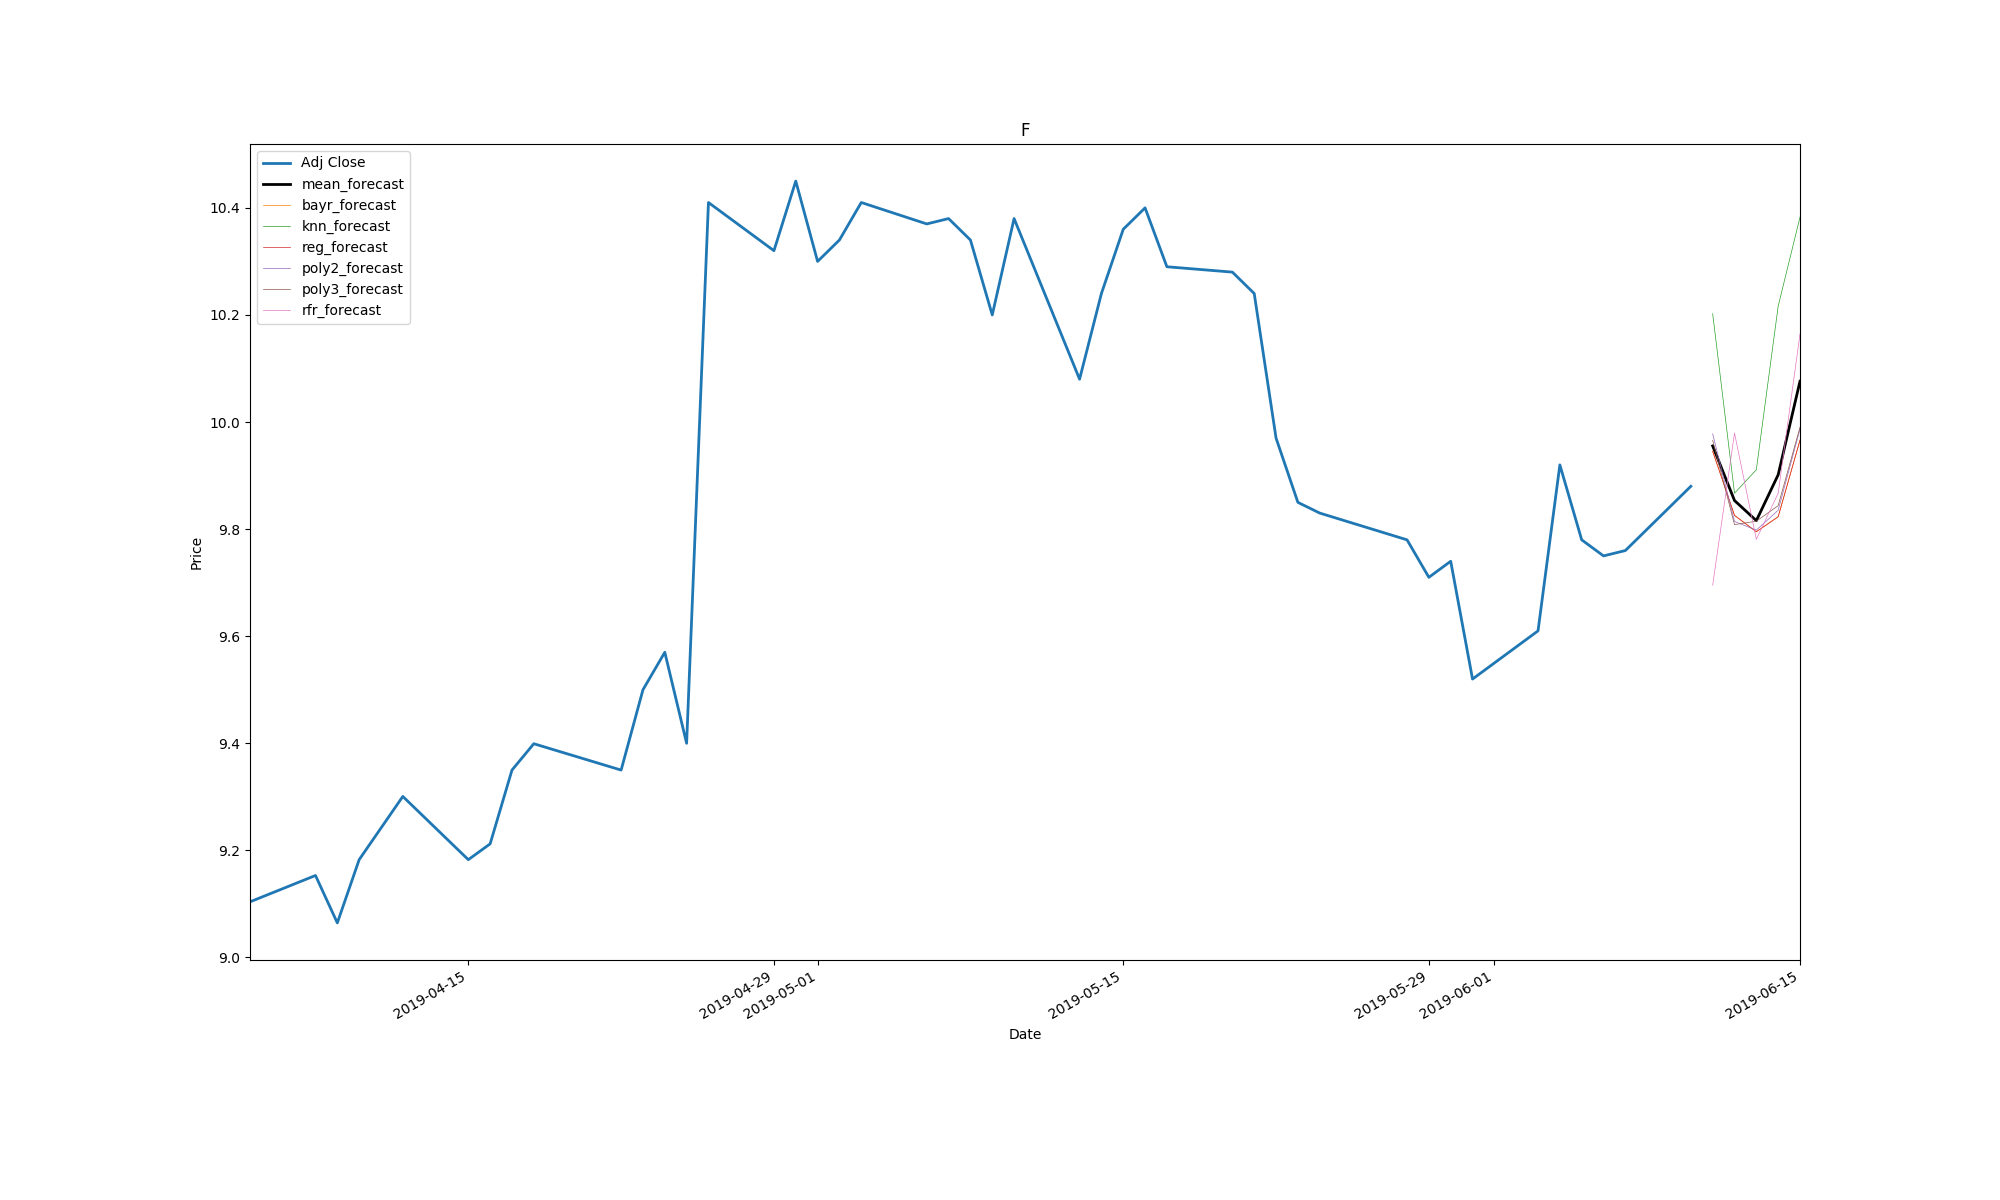 F
Adj Close
mean_forecast
bayr_forecast
knn_forecast
reg_forecast
poly2_forecast
poly3_forecast
rfr_forecast
10.4
10.2
10.0
9.8
9.6
9.4
9.2
9.0
Price
2019-04-15
2019-04-29
2019-05-01
2019-05-15
2019-05-29
2019-06-01
2019-06-15
Date